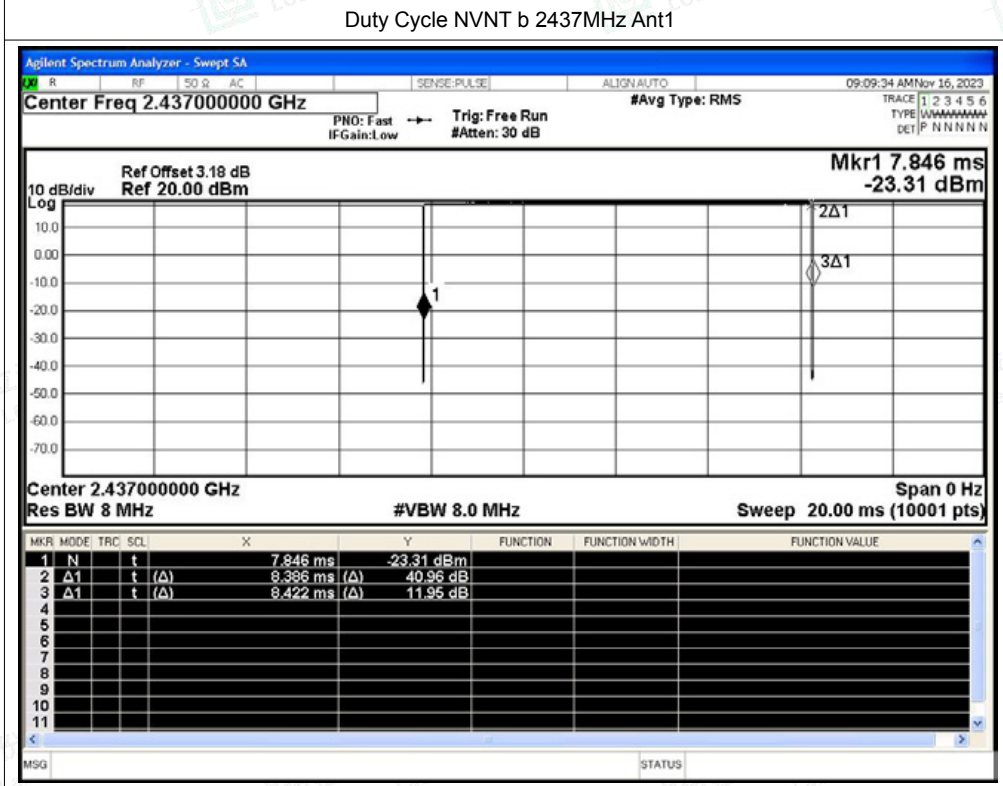 Duty Cycle NVNT b 2437MHz Ant1
Agilent Spectrum Analyzer - Swept SA
R RF 50 Ω AC SENSE:PULSE ALIGN AUTO 09:09:34 AM Nov 16, 2023
Center Freq 2.437000000 GHz #Avg Type: RMS TRACE 1 2 3 4 5 6
PNO: Fast Trig: Free Run TYPE WWWWWW
IFGain:Low #Atten: 30 dB DET P N N N N N
Mkr1 7.846 ms
Ref Offset 3.18 dB
10 dB/div Ref 20.00 dBm -23.31 dBm
Log
2Δ1
10.0
0.00
3Δ1
-10.0
1
-20.0
-30.0
-40.0
-50.0
-60.0
-70.0
Center 2.437000000 GHz Span 0 Hz
Res BW 8 MHz #VBW 8.0 MHz Sweep 20.00 ms (10001 pts)
MKR MODE TRC SCL X Y FUNCTION FUNCTION WIDTH FUNCTION VALUE
1 N t 7.846 ms -23.31 dBm
2 Δ1 t (Δ) 8.386 ms (Δ) 40.96 dB
3 Δ1 t (Δ) 8.422 ms (Δ) 11.95 dB
4
5
6
7
8
9
10
11
MSG STATUS